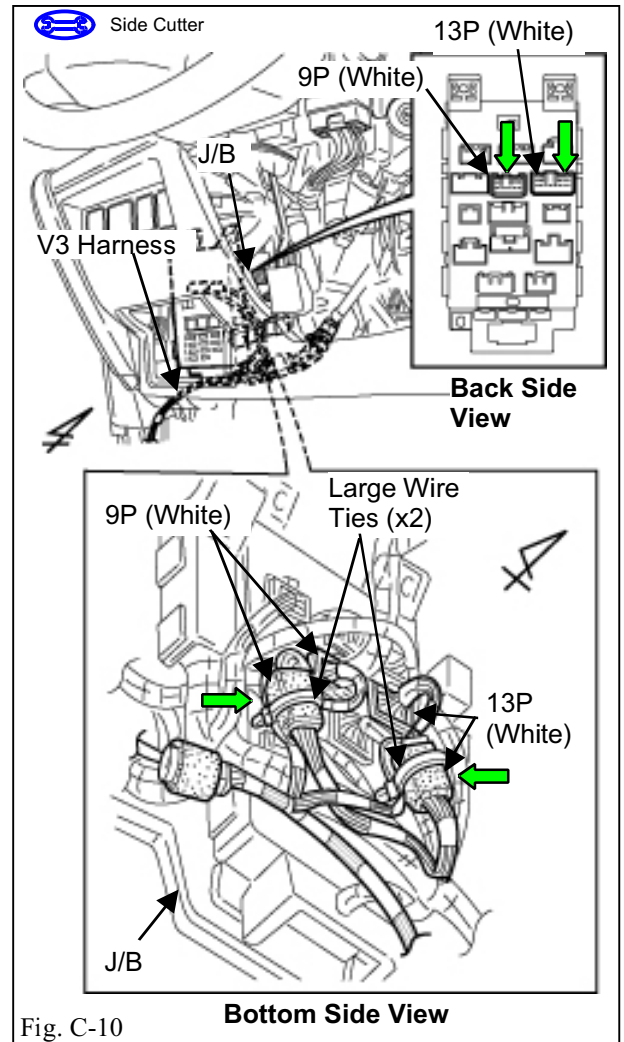 Side Cutter
13P (White)
9P (White)
J/B
V3 Harness
Back Side
View
Large Wire
Ties (x2)
9P (White)
13P
(White)
J/B
Bottom Side View
Fig. C-10